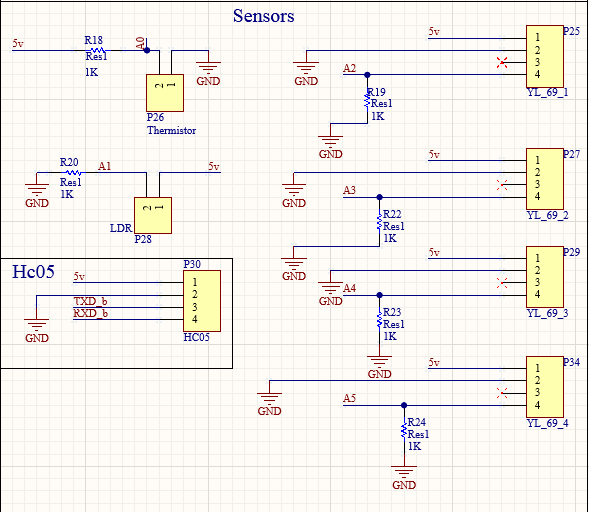 Sensors
5v
R18
Res1
1K
A0
2
1
P26
Thermistor
GND
R20
Res1
1K
A1
5v
GND
2
1
LDR
P28
Hc05
P30
5v
TXD_b
RXD_b
GND
1
2
3
4
HC05
5v
P25
1
2
3
4
YL_69_1
GND
A2
R19
Res1
1K
GND
5v
P27
1
2
3
4
YL_69_2
GND
A3
R22
Res1
1K
GND
5v
P29
1
2
3
4
YL_69_3
GND
A4
R23
Res1
1K
GND
5v
P34
1
2
3
4
YL_69_4
GND
A5
R24
Res1
1K
GND